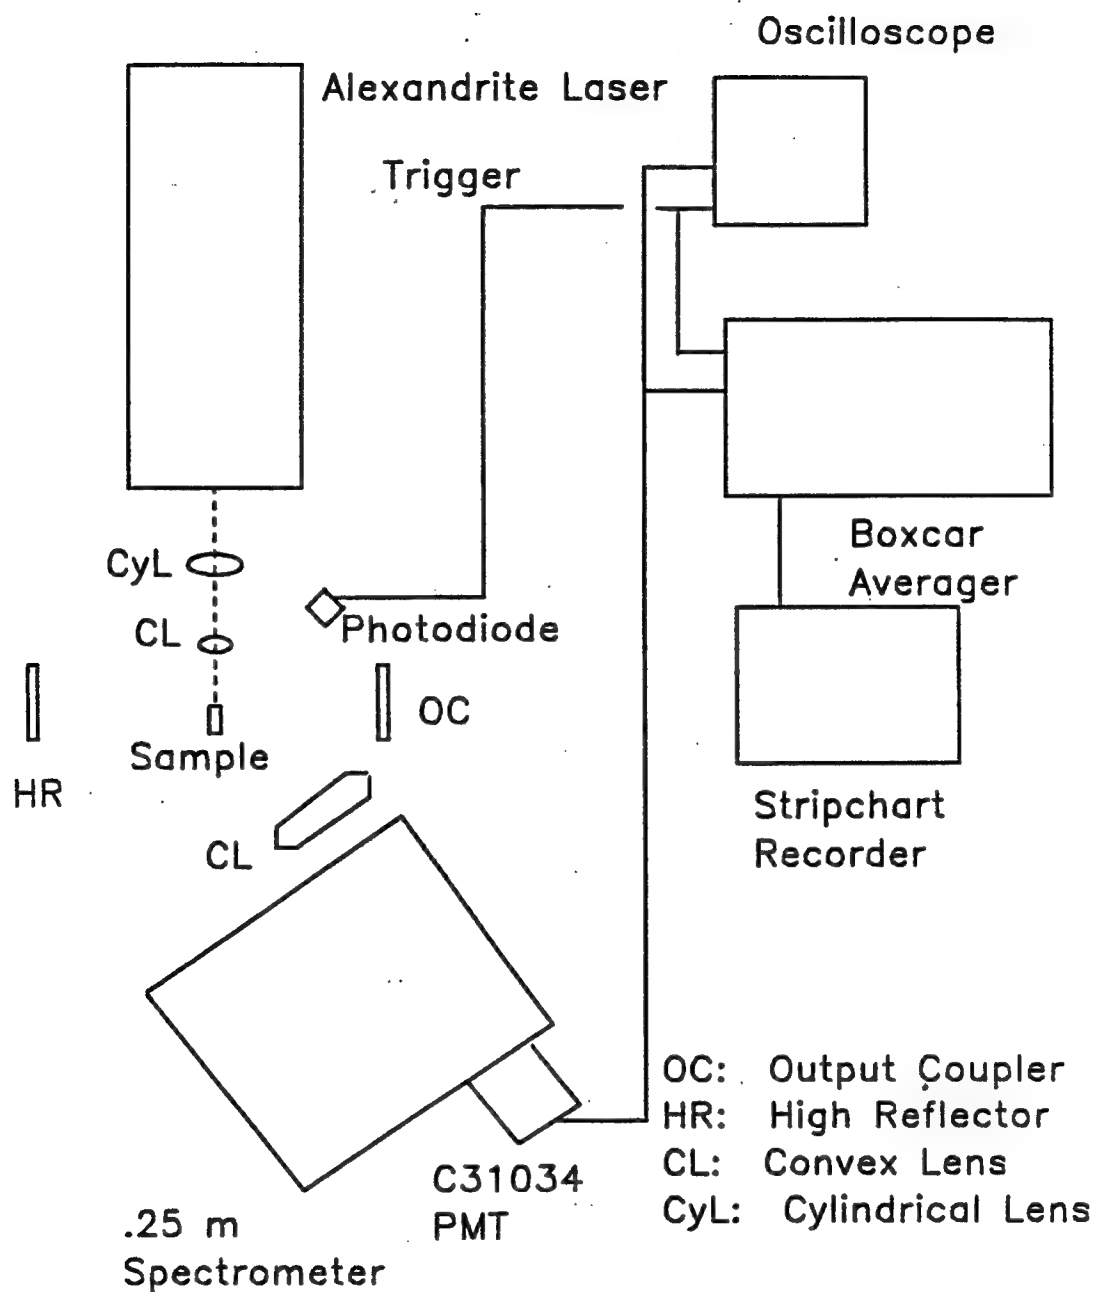 Oscilloscope
Alexandrite Laser
Trigger
CyL
Boxcar
Averager
CL
Photodiode
OC
Sample
HR
Stripchart
Recorder
CL
OC: Output Coupler
HR: High Reflector
CL: Convex Lens
CyL: Cylindrical Lens
C31034
PMT
.25 m
Spectrometer